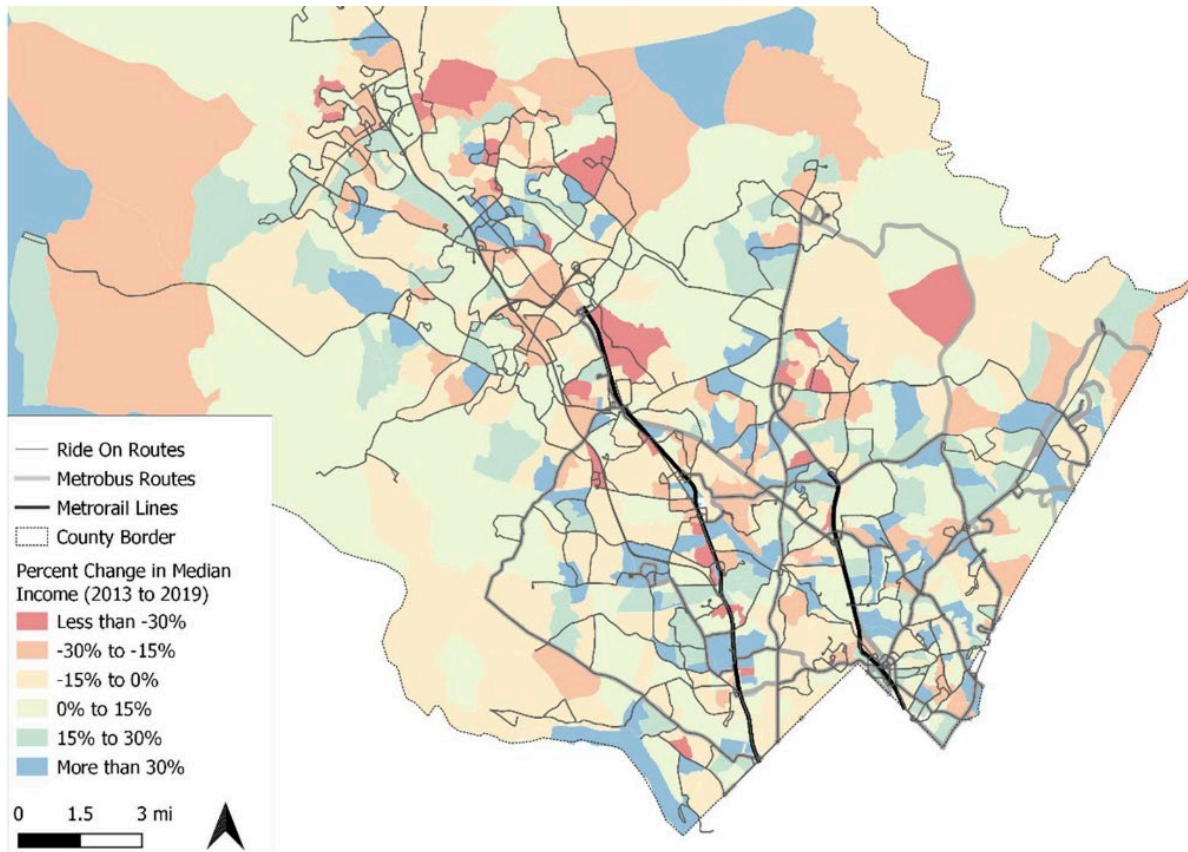 Ride On Routes
Metrobus Routes
Metrorail Lines
County Border
Percent Change in Median
Income (2013 to 2019)
Less than -30%
-30% to -15%
-15% to 0%
0% to 15%
15% to 30%
More than 30%
0 1.5 3 mi